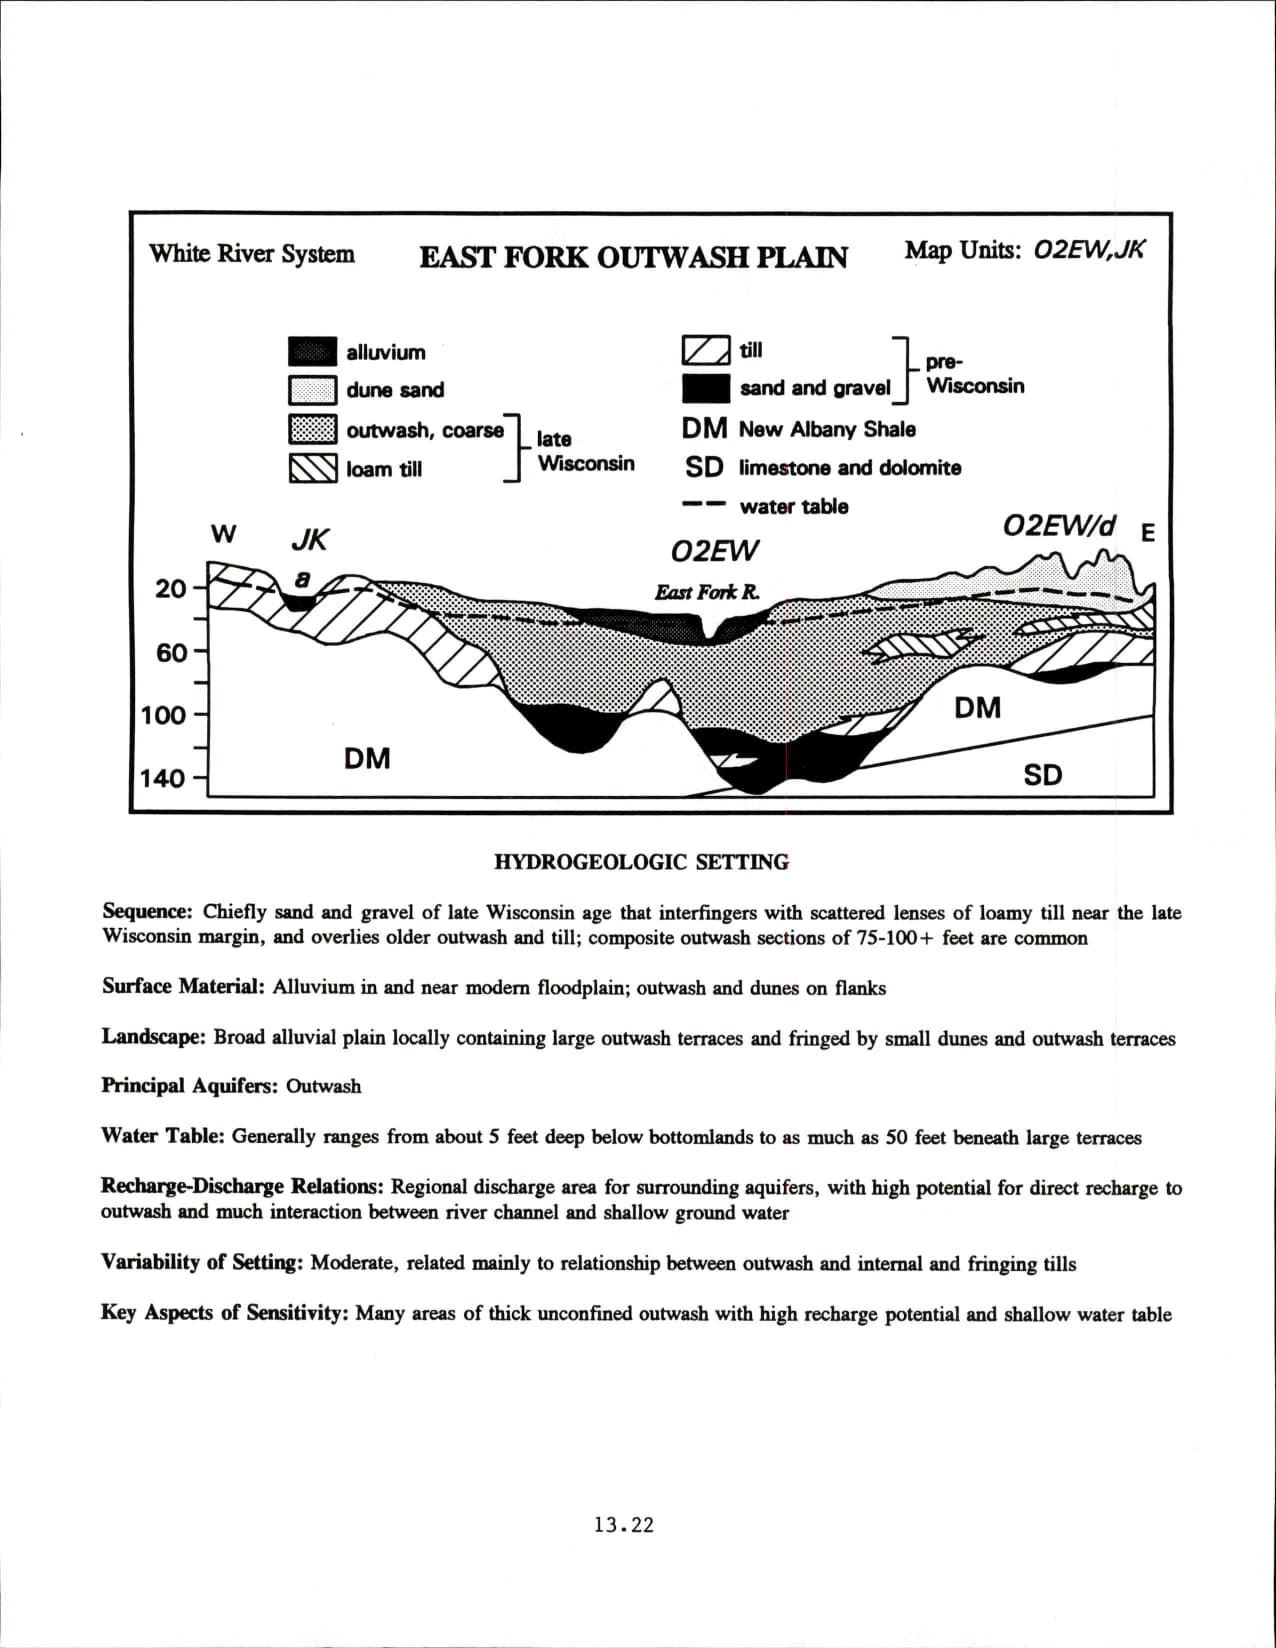 White River System
EAST FORK OUTWASH PLAIN
Map Units: O2EW,JK
alluvium
dune sand
outwash, coarse
loam till
late
Wisconsin
till
sand and gravel
pre-
Wisconsin
DM New Albany Shale
SD limestone and dolomite
-- water table
W
JK
a
O2EW
East Fork R.
O2EW/d
E
20
60
100
140
DM
DM
SD
HYDROGEOLOGIC SETTING
Sequence: Chiefly sand and gravel of late Wisconsin age that interfingers with scattered lenses of loamy till near the late
Wisconsin margin, and overlies older outwash and till; composite outwash sections of 75-100+ feet are common
Surface Material: Alluvium in and near modern floodplain; outwash and dunes on flanks
Landscape: Broad alluvial plain locally containing large outwash terraces and fringed by small dunes and outwash terraces
Principal Aquifers: Outwash
Water Table: Generally ranges from about 5 feet deep below bottomlands to as much as 50 feet beneath large terraces
Recharge-Discharge Relations: Regional discharge area for surrounding aquifers, with high potential for direct recharge to
outwash and much interaction between river channel and shallow ground water
Variability of Setting: Moderate, related mainly to relationship between outwash and internal and fringing tills
Key Aspects of Sensitivity: Many areas of thick unconfined outwash with high recharge potential and shallow water table
13.22